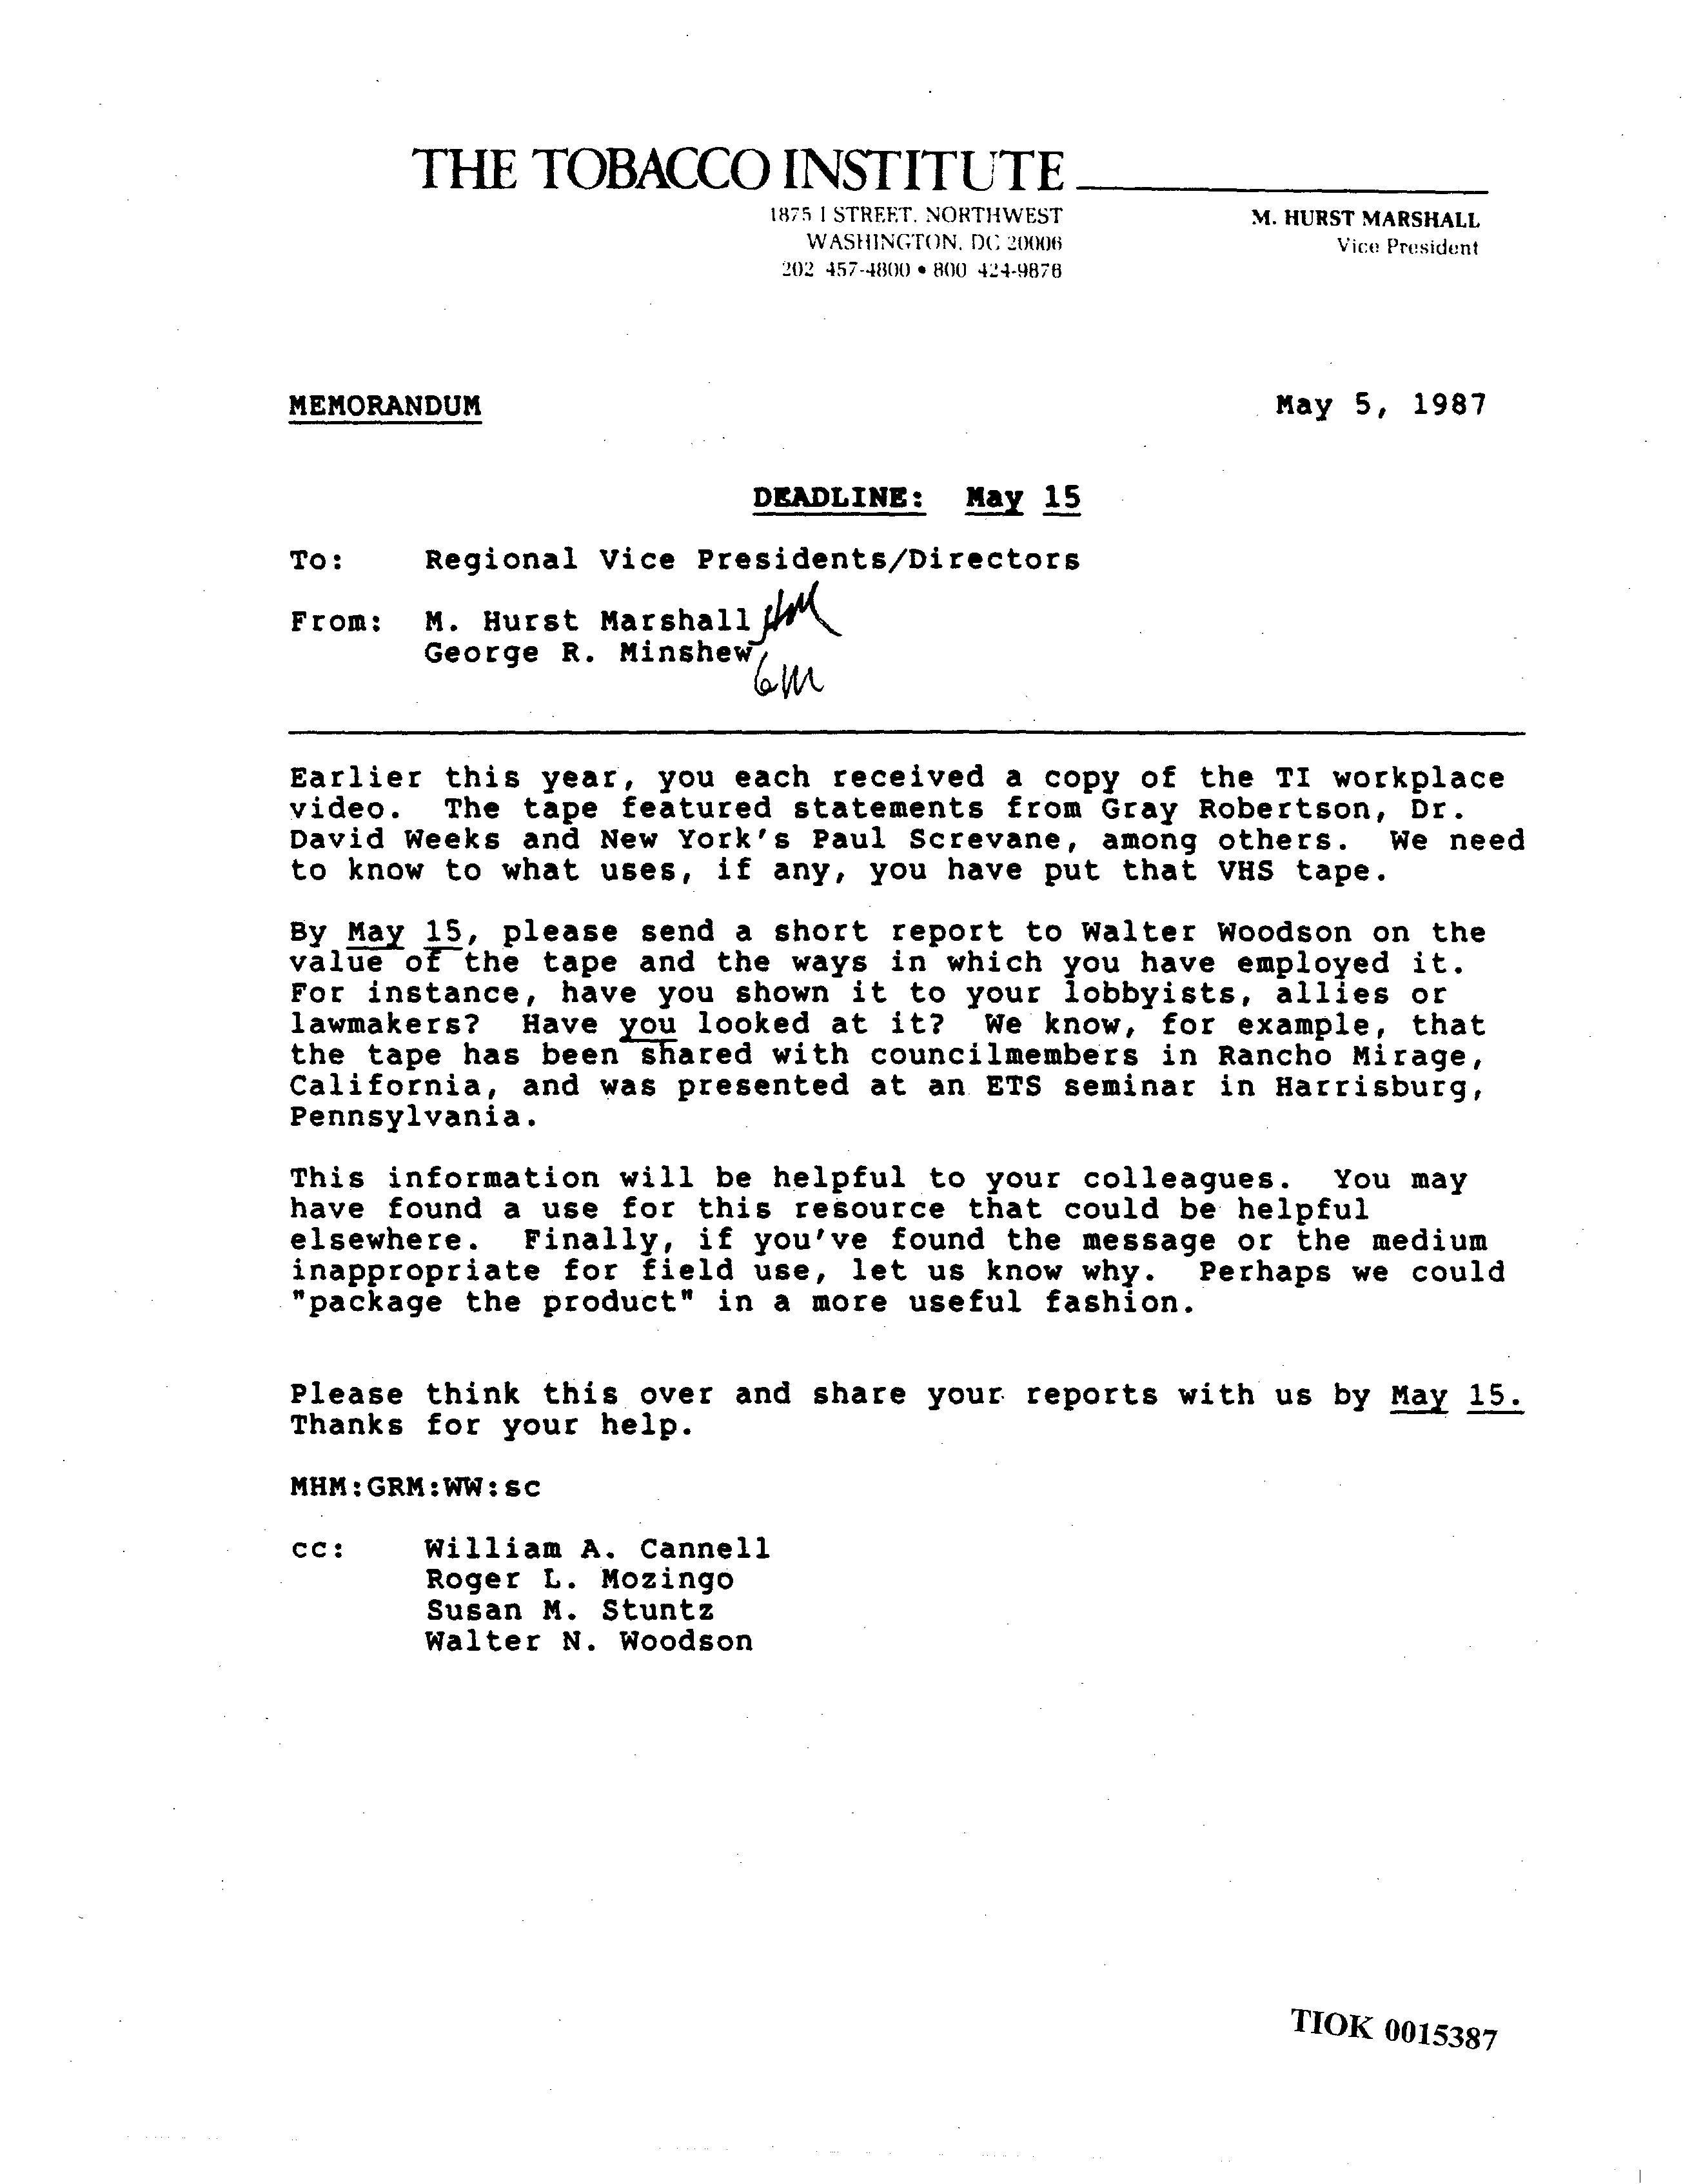 THE TOBACCO INSTITUTE
1875 I STREET, NORTHWEST
WASHINGTON, DC 20006
202 457-4800 • 800 424-9876
M. HURST MARSHALL
Vice President
MEMORANDUM May 5, 1987
DEADLINE: May 15
To: Regional Vice Presidents/Directors
From: M. Hurst Marshall HM
George R. Minshew
GM
Earlier this year, you each received a copy of the TI workplace
video. The tape featured statements from Gray Robertson, Dr.
David Weeks and New York's Paul Screvane, among others. We need
to know to what uses, if any, you have put that VHS tape.
By May 15, please send a short report to Walter Woodson on the
value of the tape and the ways in which you have employed it.
For instance, have you shown it to your lobbyists, allies or
lawmakers? Have you looked at it? We know, for example, that
the tape has been shared with councilmembers in Rancho Mirage,
California, and was presented at an ETS seminar in Harrisburg,
Pennsylvania.
This information will be helpful to your colleagues. You may
have found a use for this resource that could be helpful
elsewhere. Finally, if you've found the message or the medium
inappropriate for field use, let us know why. Perhaps we could
"package the product" in a more useful fashion.
Please think this over and share your reports with us by May 15.
Thanks for your help.
MHM:GRM:WW:sc
cc: William A. Cannell
Roger L. Mozingo
Susan M. Stuntz
Walter N. Woodson
TIOK 0015387